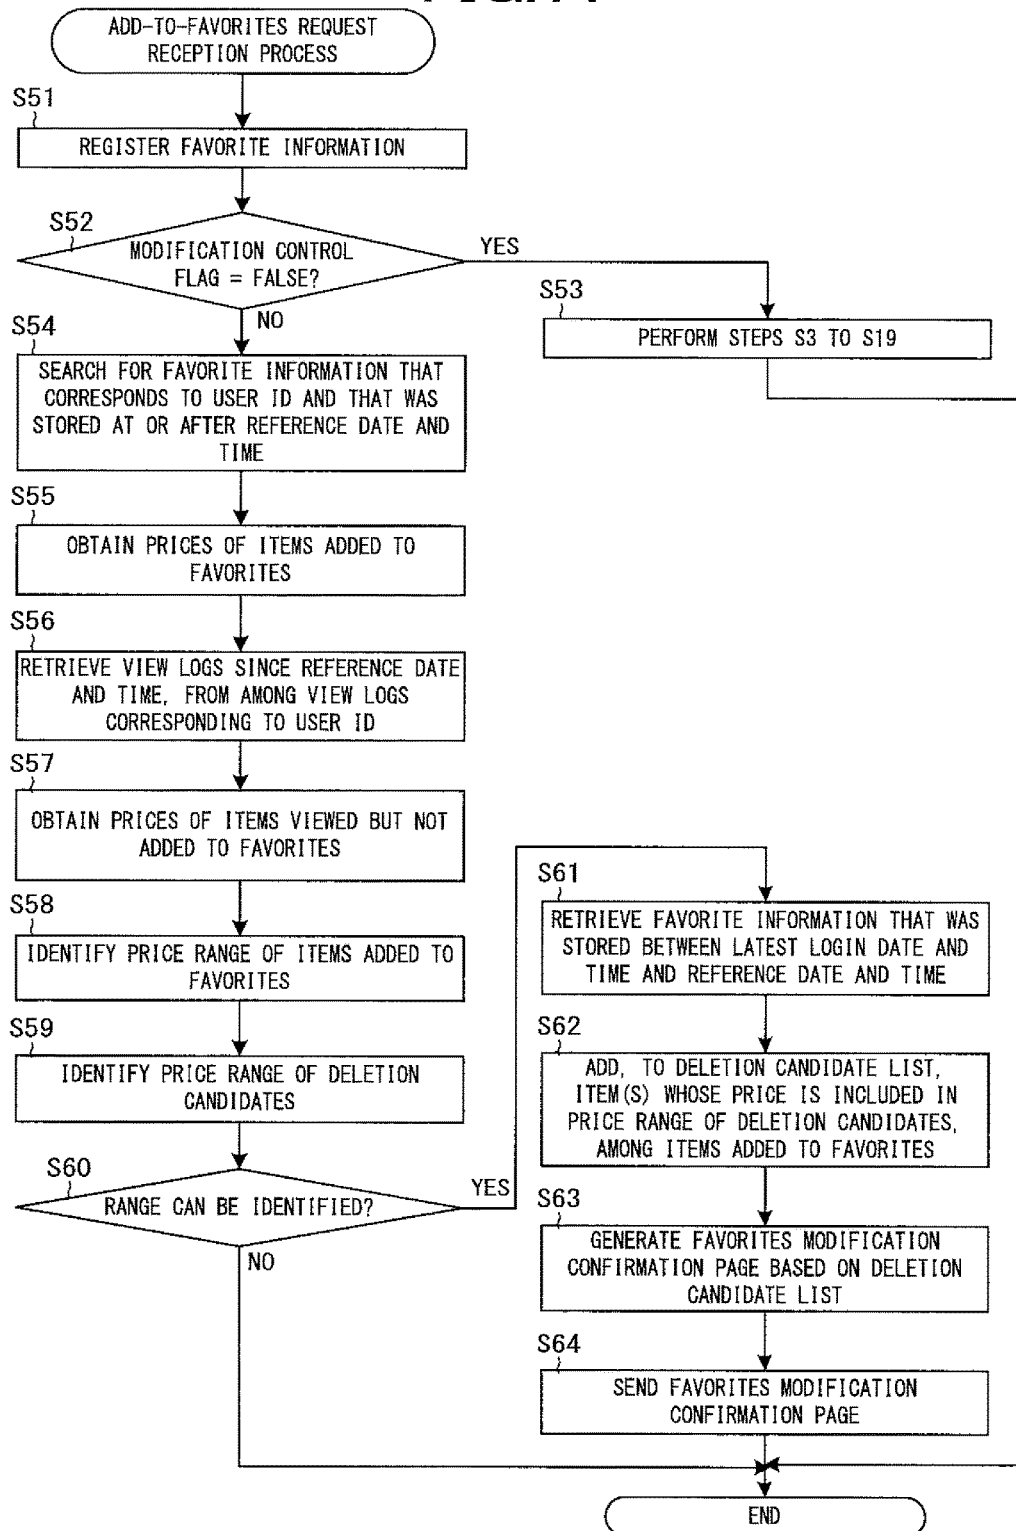 ADD-TO-FAVORITES REQUEST
RECEPTION PROCESS
S51
REGISTER FAVORITE INFORMATION
S52
MODIFICATION CONTROL
FLAG = FALSE?
YES
NO
S53
PERFORM STEPS S3 TO S19
S54
SEARCH FOR FAVORITE INFORMATION THAT
CORRESPONDS TO USER ID AND THAT WAS
STORED AT OR AFTER REFERENCE DATE AND
TIME
S55
OBTAIN PRICES OF ITEMS ADDED TO
FAVORITES
S56
RETRIEVE VIEW LOGS SINCE REFERENCE DATE
AND TIME, FROM AMONG VIEW LOGS
CORRESPONDING TO USER ID
S57
OBTAIN PRICES OF ITEMS VIEWED BUT NOT
ADDED TO FAVORITES
S58
IDENTIFY PRICE RANGE OF ITEMS ADDED TO
FAVORITES
S59
IDENTIFY PRICE RANGE OF DELETION
CANDIDATES
S60
RANGE CAN BE IDENTIFIED?
YES
NO
S61
RETRIEVE FAVORITE INFORMATION THAT WAS
STORED BETWEEN LATEST LOGIN DATE AND
TIME AND REFERENCE DATE AND TIME
S62
ADD, TO DELETION CANDIDATE LIST,
ITEM(S) WHOSE PRICE IS INCLUDED IN
PRICE RANGE OF DELETION CANDIDATES,
AMONG ITEMS ADDED TO FAVORITES
S63
GENERATE FAVORITES MODIFICATION
CONFIRMATION PAGE BASED ON DELETION
CANDIDATE LIST
S64
SEND FAVORITES MODIFICATION
CONFIRMATION PAGE
END